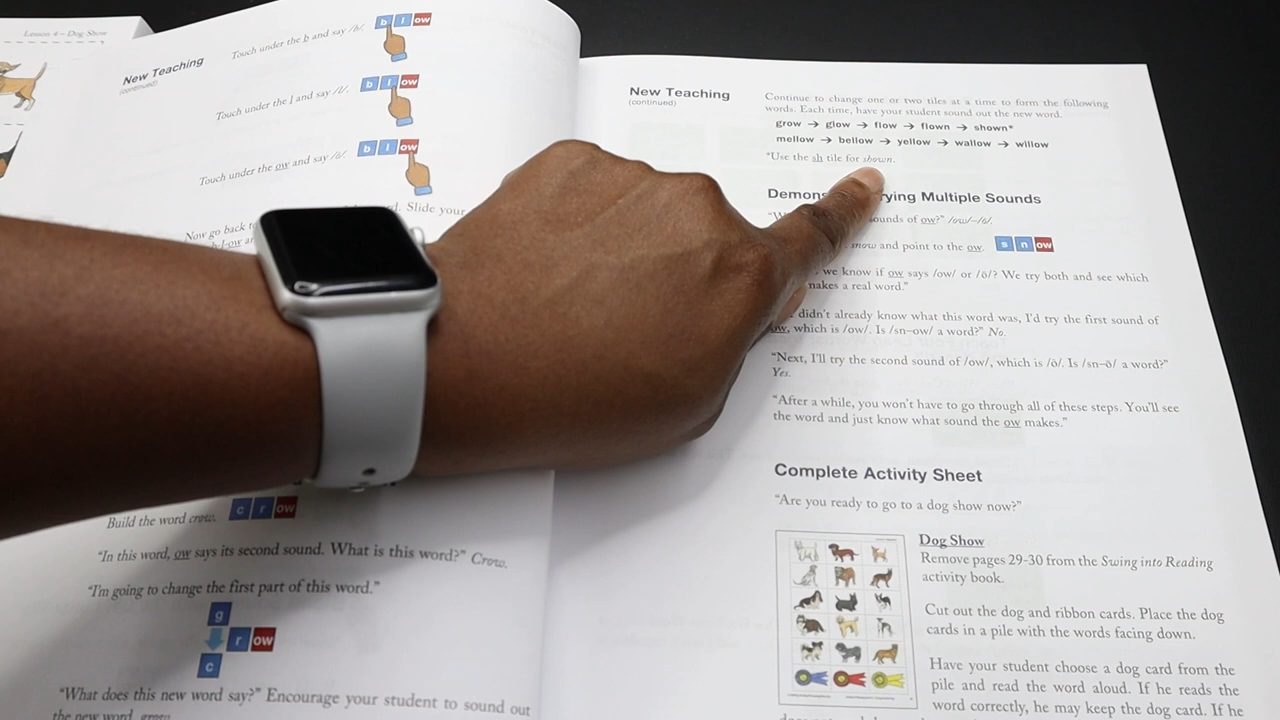 Lesson 4 – Dog Show
New Teaching
(continued)
Touch under the b and say /b/.
b l ow
Touch under the l and say /l/.
b l ow
Touch under the ow and say /ō/.
b l ow
Now go back to
rd. Slide your
b-l-ow
Build the word crow.
c r ow
"In this word, ow says its second sound. What is this word?" Crow.
"I'm going to change the first part of this word."
g
r ow
c
"What does this new word say?" Encourage your student to sound out
the new word, grow.
New Teaching
(continued)
Continue to change one or two tiles at a time to form the following
words. Each time, have your student sound out the new word.
grow → glow → flow → flown → shown*
mellow → bellow → yellow → wallow → willow
*Use the sh tile for shown.
Demons rying Multiple Sounds
ounds of ow?" /ow/–/ō/.
snow and point to the ow.
s n ow
we know if ow says /ow/ or /ō/? We try both and see which
makes a real word."
didn't already know what this word was, I'd try the first sound of
ow, which is /ow/. Is /sn–ow/ a word?" No.
"Next, I'll try the second sound of /ow/, which is /ō/. Is /sn–ō/ a word?"
Yes.
"After a while, you won't have to go through all of these steps. You'll see
the word and just know what sound the ow makes."
Complete Activity Sheet
"Are you ready to go to a dog show now?"
Dog Show
Remove pages 29-30 from the Swing into Reading
activity book.
Cut out the dog and ribbon cards. Place the dog
cards in a pile with the words facing down.
Have your student choose a dog card from the
pile and read the word aloud. If he reads the
word correctly, he may keep the dog card. If he